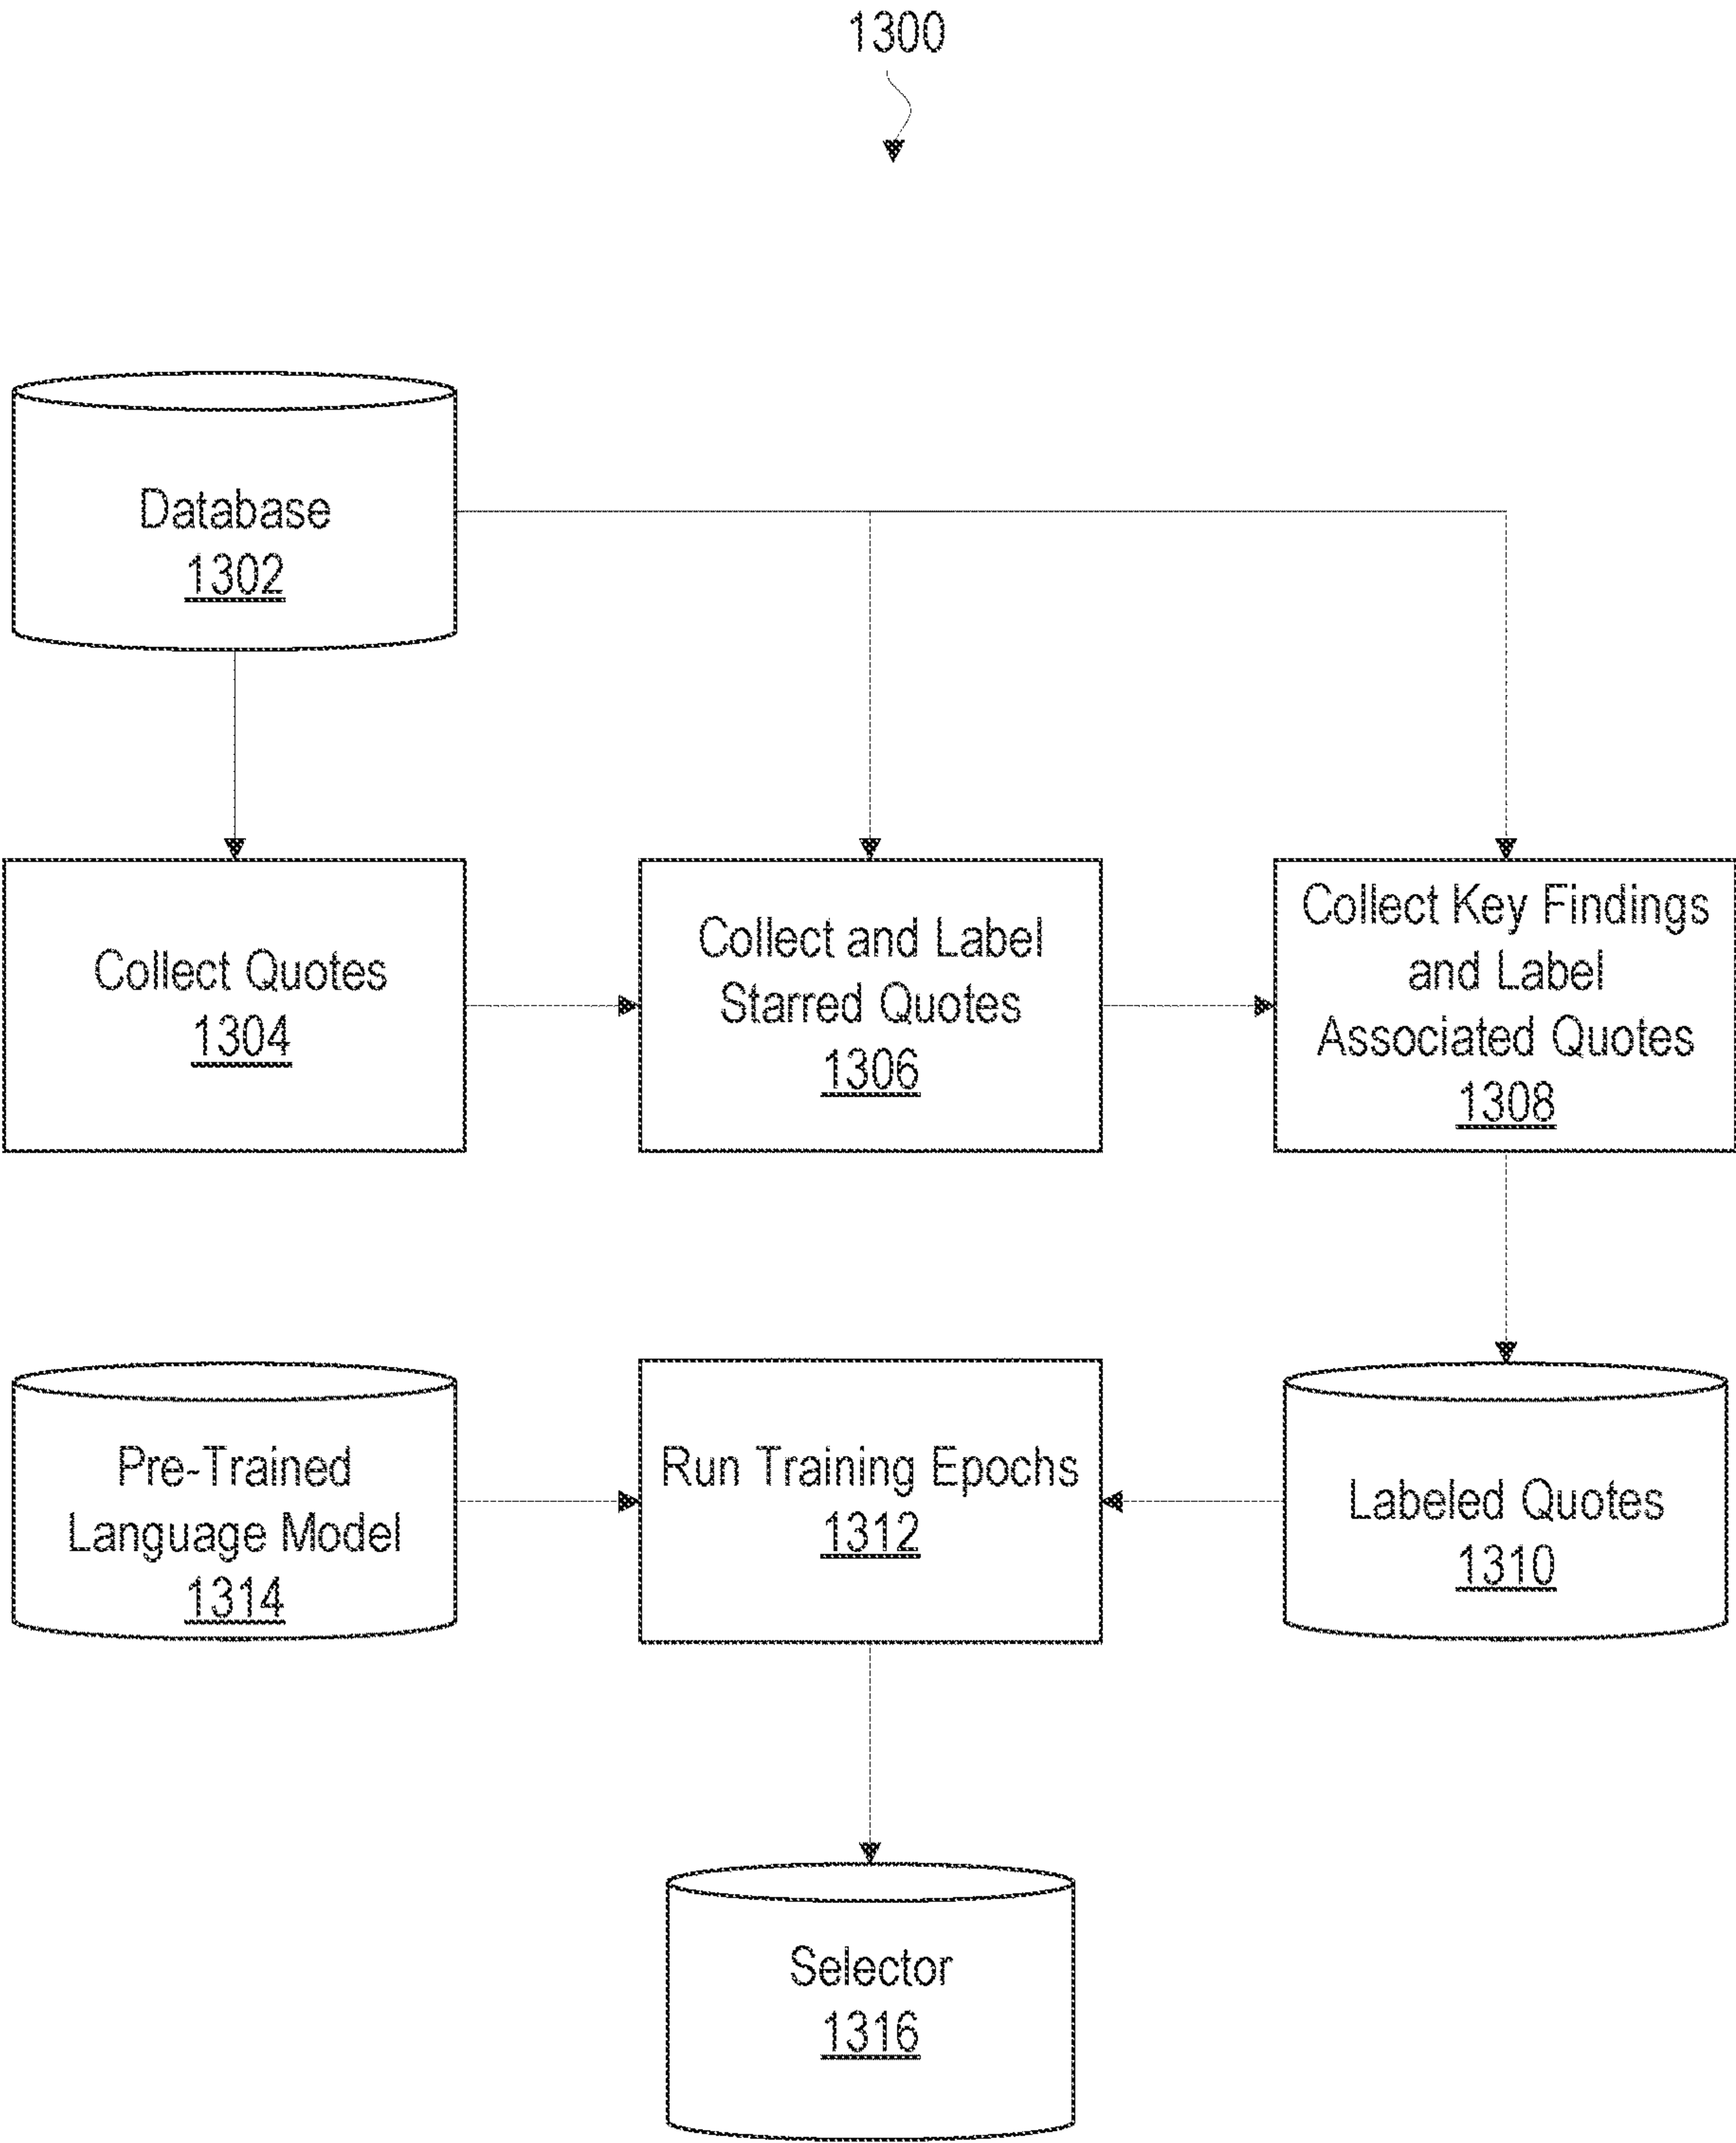 1300
Database
1302
Collect Quotes
1304
Collect and Label
Starred Quotes
1306
Collect Key Findings
and Label
Associated Quotes
1308
Pre-Trained
Language Model
1314
Run Training Epochs
1312
Labeled Quotes
1310
Selector
1316